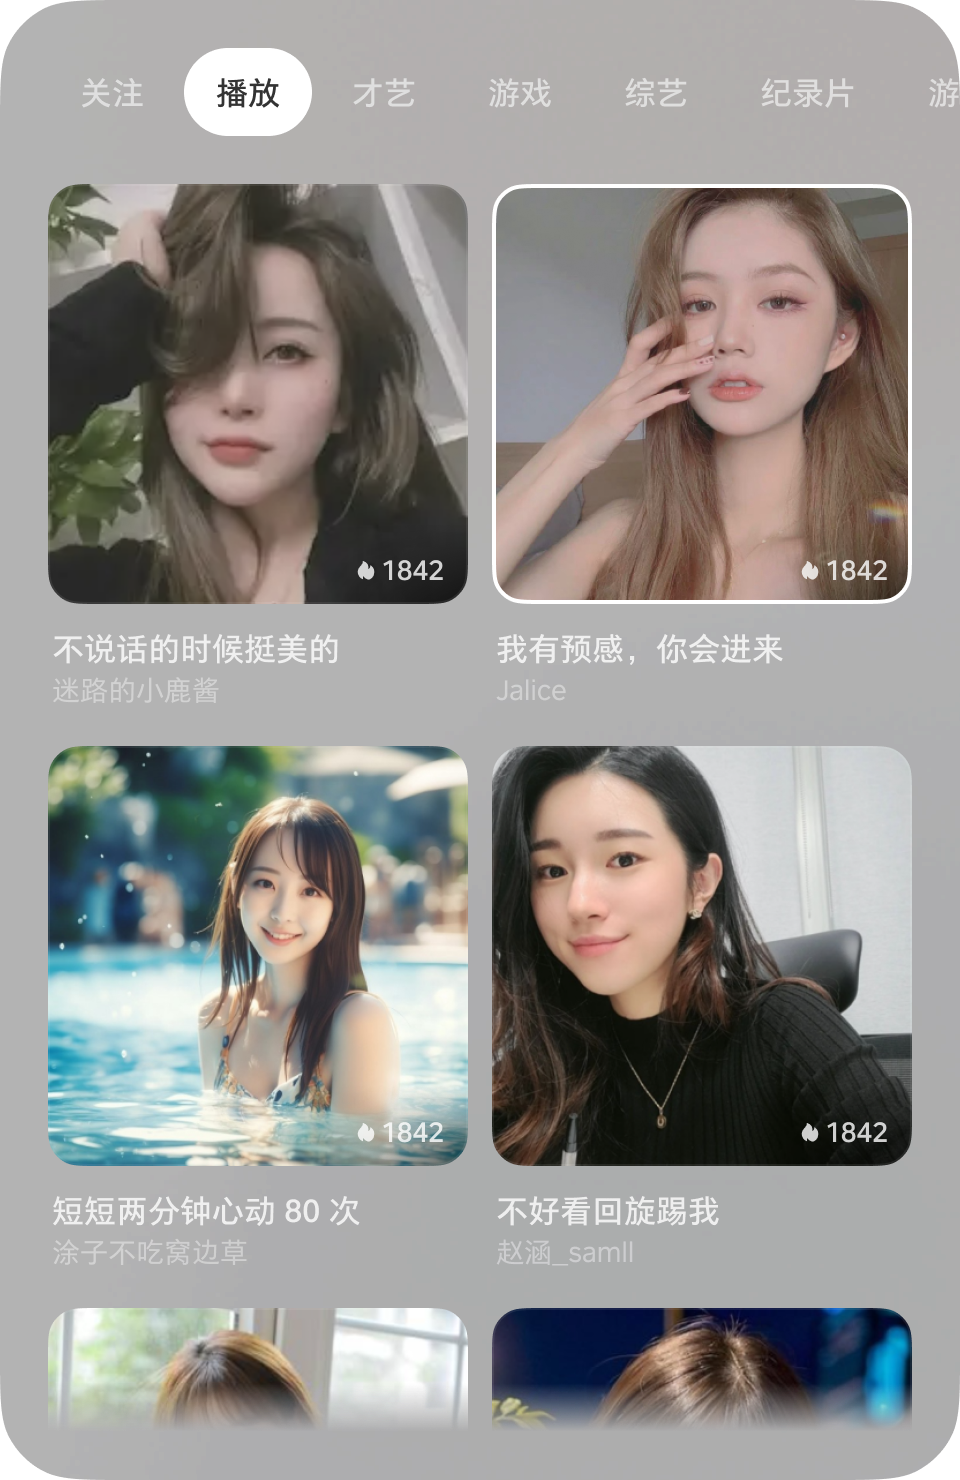 关注 播放 才艺 游戏 综艺 纪录片 游
1842 1842
不说话的时候挺美的 我有预感，你会进来
迷路的小鹿酱 Jalice
1842 1842
短短两分钟心动 80 次 不好看回旋踢我
涂子不吃窝边草 赵涵_samll